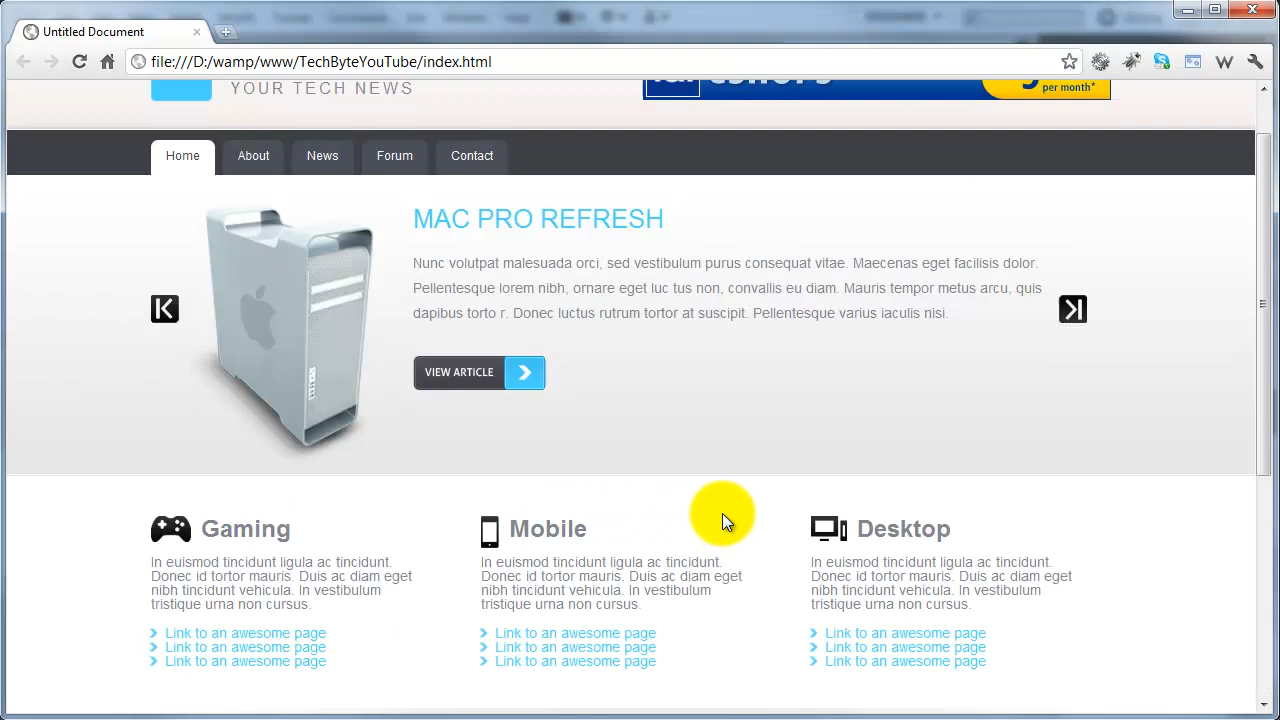 Untitled Document
file:///D:/wamp/www/TechByteYouTube/index.html
YOUR TECH NEWS
per month*
Home About News Forum Contact
MAC PRO REFRESH
Nunc volutpat malesuada orci, sed vestibulum purus consequat vitae. Maecenas eget facilisis dolor.
Pellentesque lorem nibh, ornare eget luc tus non, convallis eu diam. Mauris tempor metus arcu, quis
dapibus torto r. Donec luctus rutrum tortor at suscipit. Pellentesque varius iaculis nisi.
VIEW ARTICLE
Gaming
In euismod tincidunt ligula ac tincidunt.
Donec id tortor mauris. Duis ac diam eget
nibh tincidunt vehicula. In vestibulum
tristique urna non cursus.
Link to an awesome page
Link to an awesome page
Link to an awesome page
Mobile
In euismod tincidunt ligula ac tincidunt.
Donec id tortor mauris. Duis ac diam eget
nibh tincidunt vehicula. In vestibulum
tristique urna non cursus.
Link to an awesome page
Link to an awesome page
Link to an awesome page
Desktop
In euismod tincidunt ligula ac tincidunt.
Donec id tortor mauris. Duis ac diam eget
nibh tincidunt vehicula. In vestibulum
tristique urna non cursus.
Link to an awesome page
Link to an awesome page
Link to an awesome page